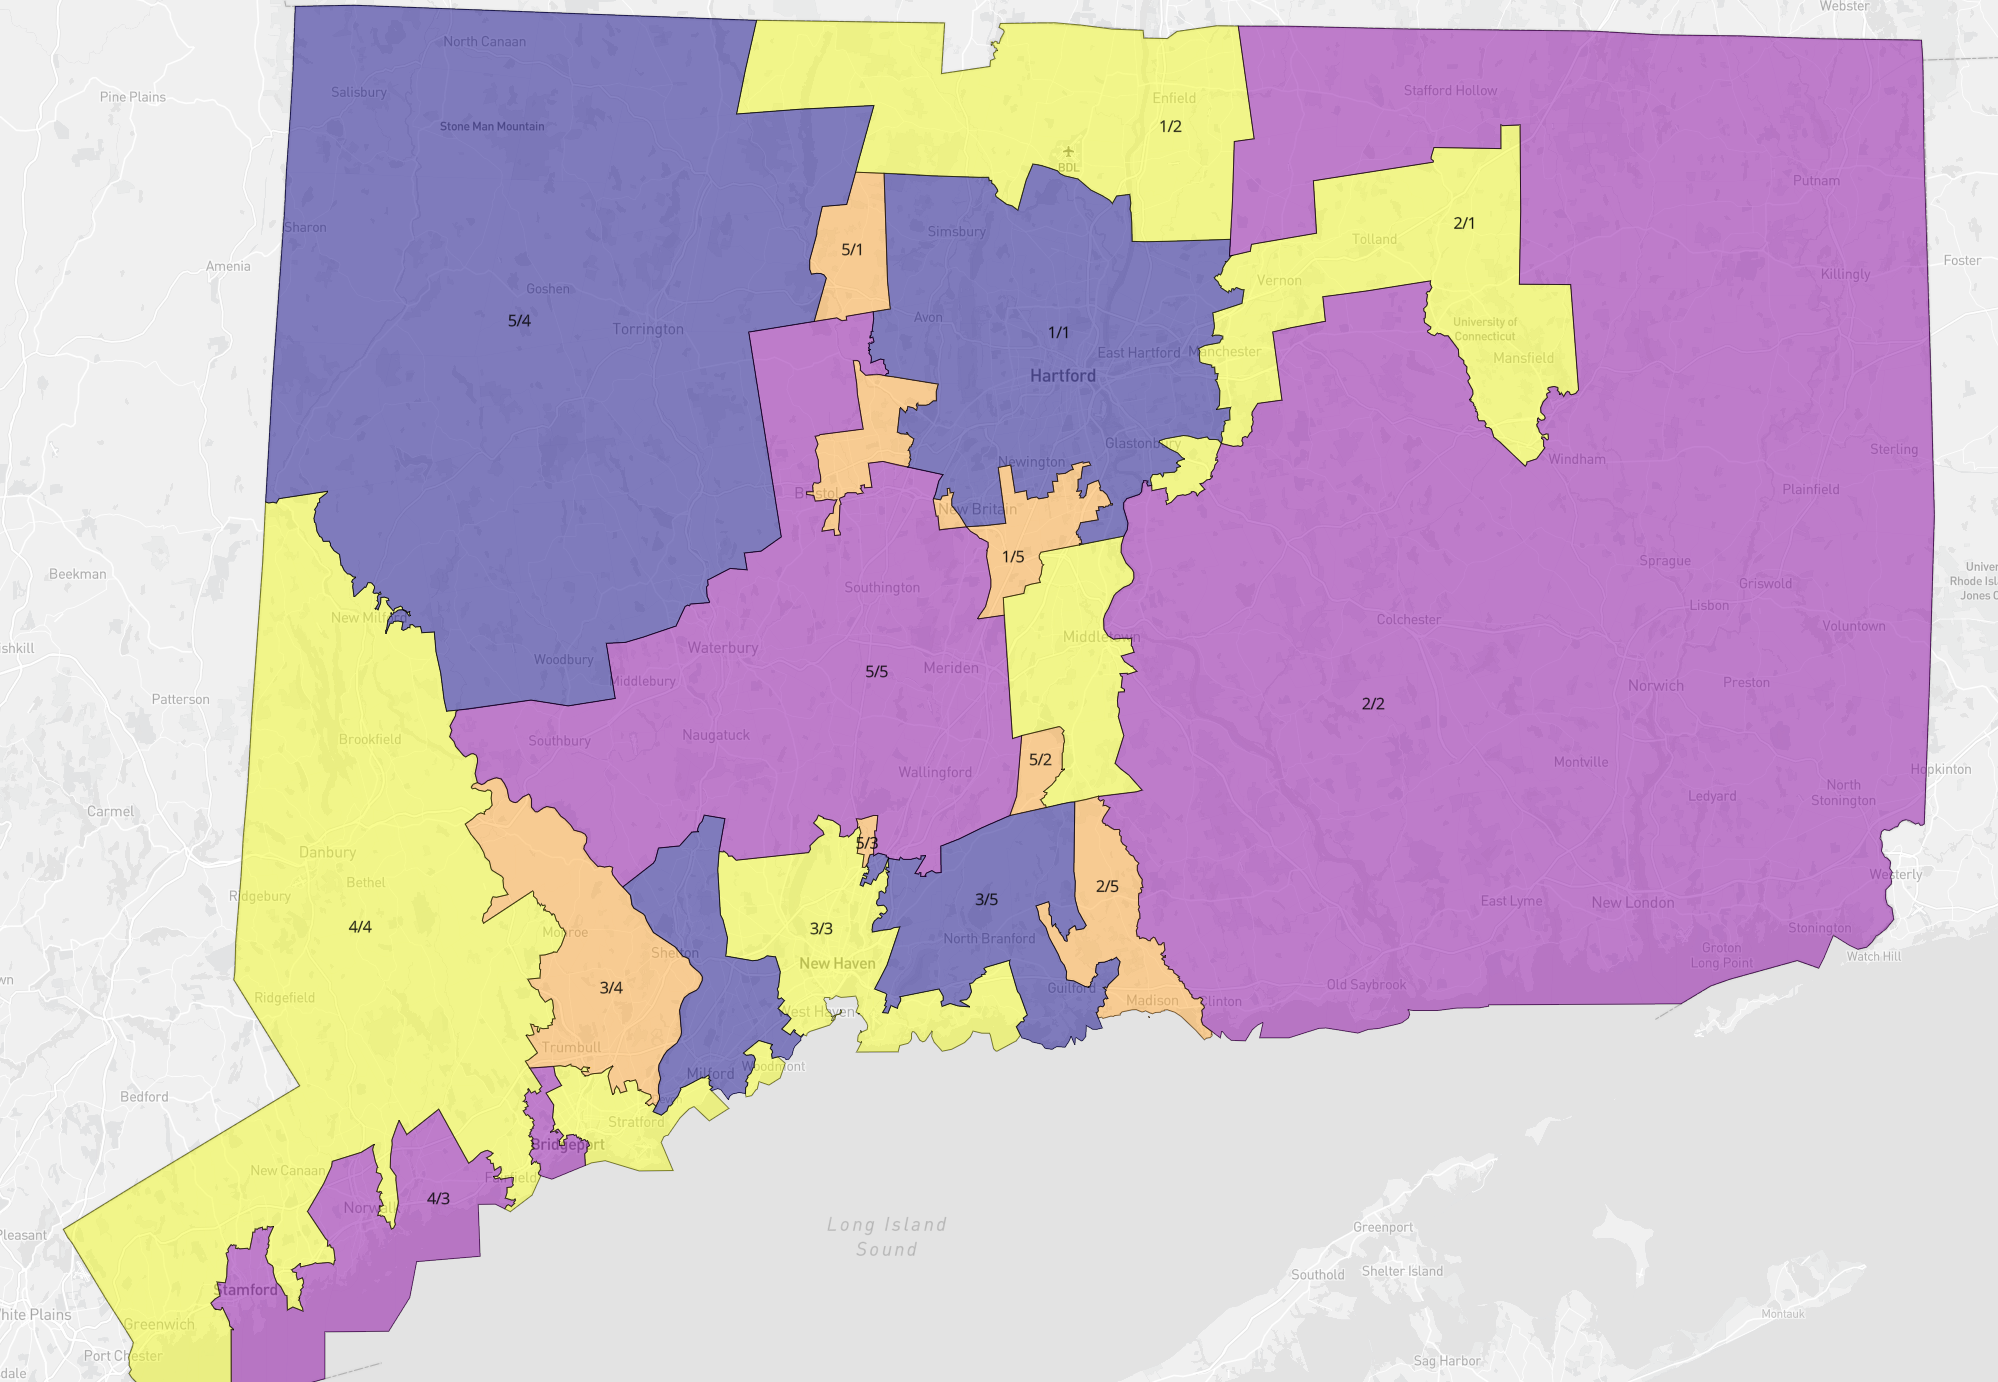 Webster
North Canaan
Pine Plains
Salisbury
Stone Man Mountain
Enfield
1/2
Stafford Hollow
BDL
Putnam
Sharon
Simsbury
5/1
2/1
Tolland
Amenia
Foster
Killingly
Goshen
5/4
Torrington
Vernon
Avon
1/1
East Hartford
Manchester
University of
Connecticut
Mansfield
Hartford
Glastonbury
Newington
Windham
Sterling
Bristol
Plainfield
New Britain
1/5
Beekman
Southington
Sprague
Griswold
Univer
Rhode Isl
Jones C
Lisbon
New Milford
Colchester
Voluntown
shkill
Waterbury
Middletown
Woodbury
Middlebury
5/5
Meriden
Patterson
2/2
Norwich
Preston
Brookfield
Southbury
Naugatuck
5/2
Wallingford
Montville
Hopkinton
Carmel
Ledyard
North
Stonington
Danbury
5/3
Bethel
Ridgebury
2/5
3/5
Westerly
East Lyme
New London
4/4
Monroe
3/3
North Branford
Stonington
Shelton
New Haven
Groton
Long Point
Watch Hill
wn
Ridgefield
3/4
Guilford
Madison
Clinton
Old Saybrook
West Haven
Trumbull
Milford
Woodmont
Bedford
Stratford
Bridgeport
New Canaan
Fairfield
4/3
Norwalk
Long Island
Sound
Pleasant
Greenport
Southold
Shelter Island
Stamford
hite Plains
Greenwich
Montauk
Port Chester
Sag Harbor
dale